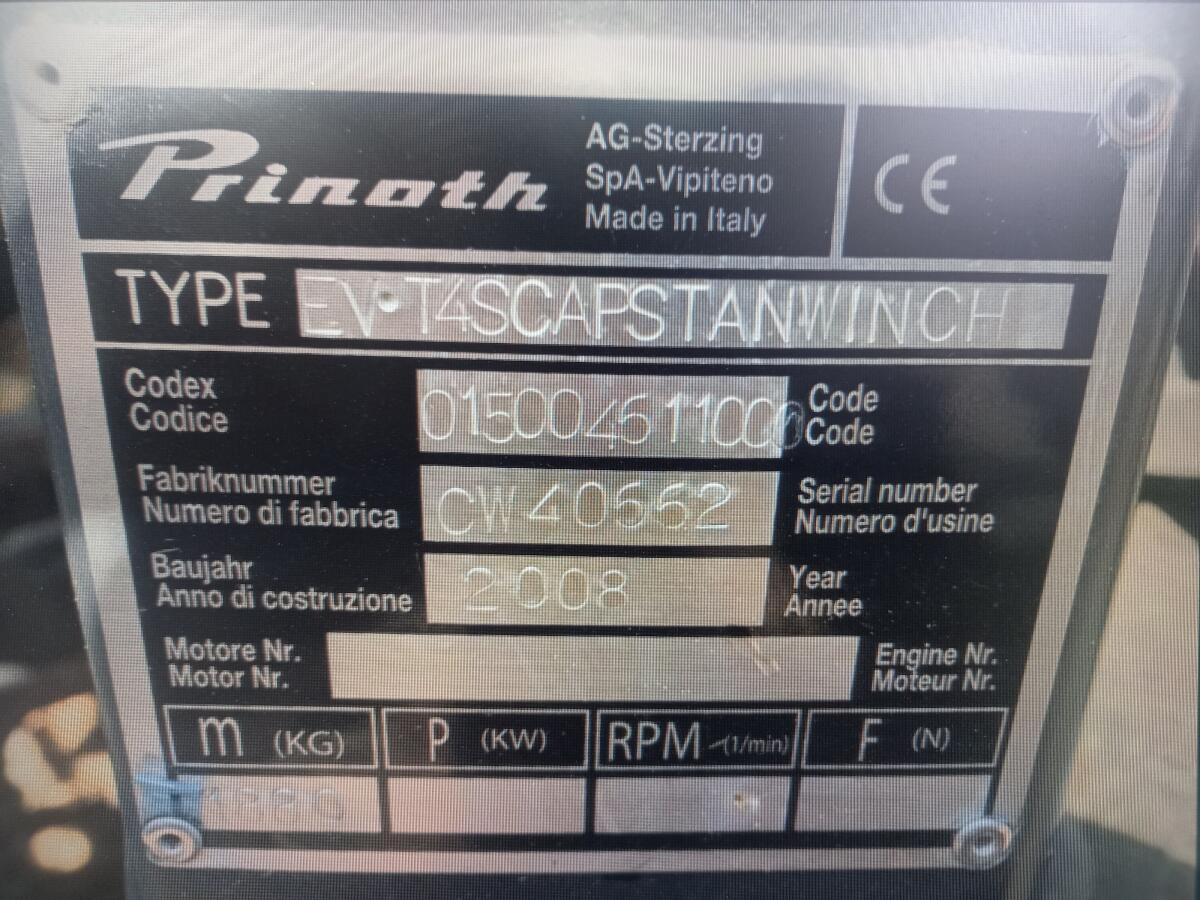 Prinoth
AG-Sterzing
SpA-Vipiteno
Made in Italy
CE
TYPE EV·T4SCAPSTANWINCH
Codex
Codice
015004611000
Code
Code
Fabriknummer
Numero di fabbrica
CW40662
Serial number
Numero d'usine
Baujahr
Anno di costruzione
2008
Year
Annee
Motore Nr.
Motor Nr.
Engine Nr.
Moteur Nr.
m (KG) P (KW) RPM (1/min) F (N)